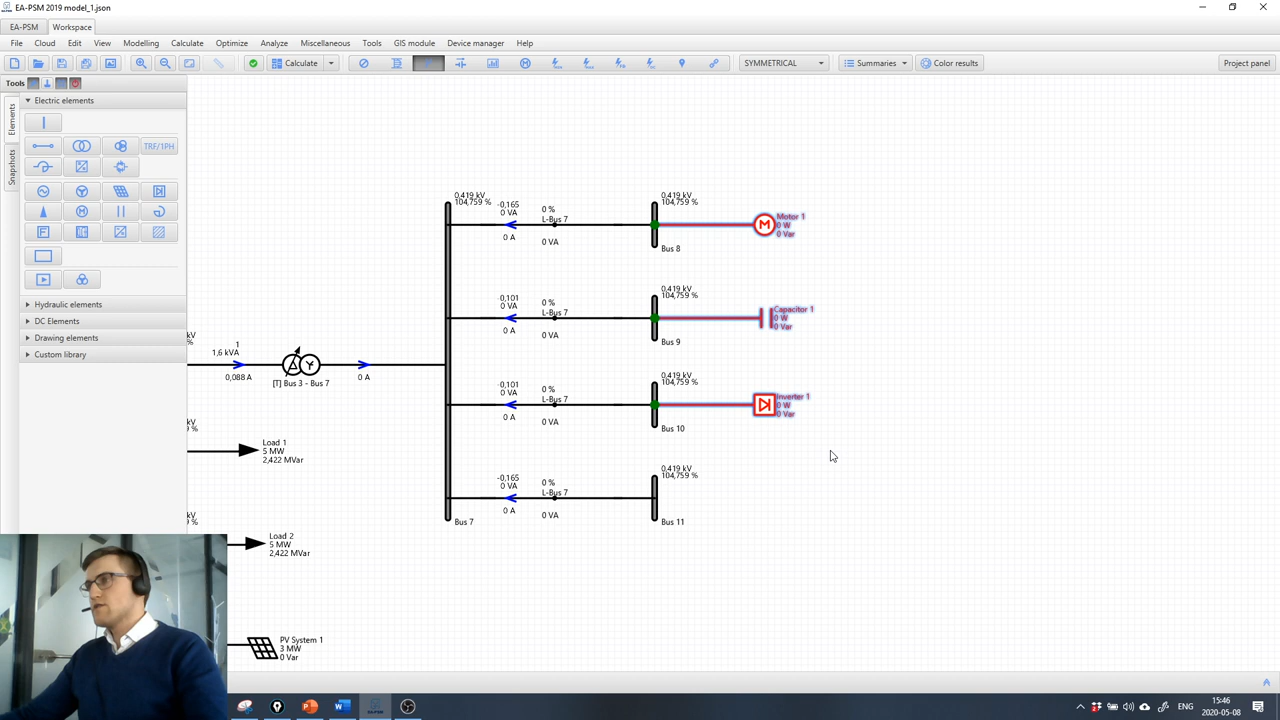 EA-PSM 2019 model_1.json
EA-PSM
Workspace
File Cloud Edit View Modelling Calculate Optimize Analyze Miscellaneous Tools GIS module Device manager Help
Calculate
SYMMETRICAL
Summaries
Color results
Project panel
Tools
Elements
Snapshots
Electric elements
TRF/1PH
Hydraulic elements
DC Elements
Drawing elements
Custom library
0,419 kV
104,759 %
-0,165
0 VA
0 A
0 %
L-Bus 7
0 VA
0,419 kV
104,759 %
Bus 8
Motor 1
0 W
0 Var
-0,101
0 VA
0 A
0 %
L-Bus 7
0 VA
0,419 kV
104,759 %
Bus 9
Capacitor 1
0 W
0 Var
1
1,6 kVA
0,088 A
[T] Bus 3 - Bus 7
0 A
-0,101
0 VA
0 A
0 %
L-Bus 7
0 VA
0,419 kV
104,759 %
Bus 10
Inverter 1
0 W
0 Var
-0,165
0 VA
0 A
0 %
L-Bus 7
0 VA
0,419 kV
104,759 %
Bus 11
Bus 7
Load 1
5 MW
2,422 MVar
Load 2
5 MW
2,422 MVar
PV System 1
3 MW
0 Var
ENG
15:46
2020-05-08